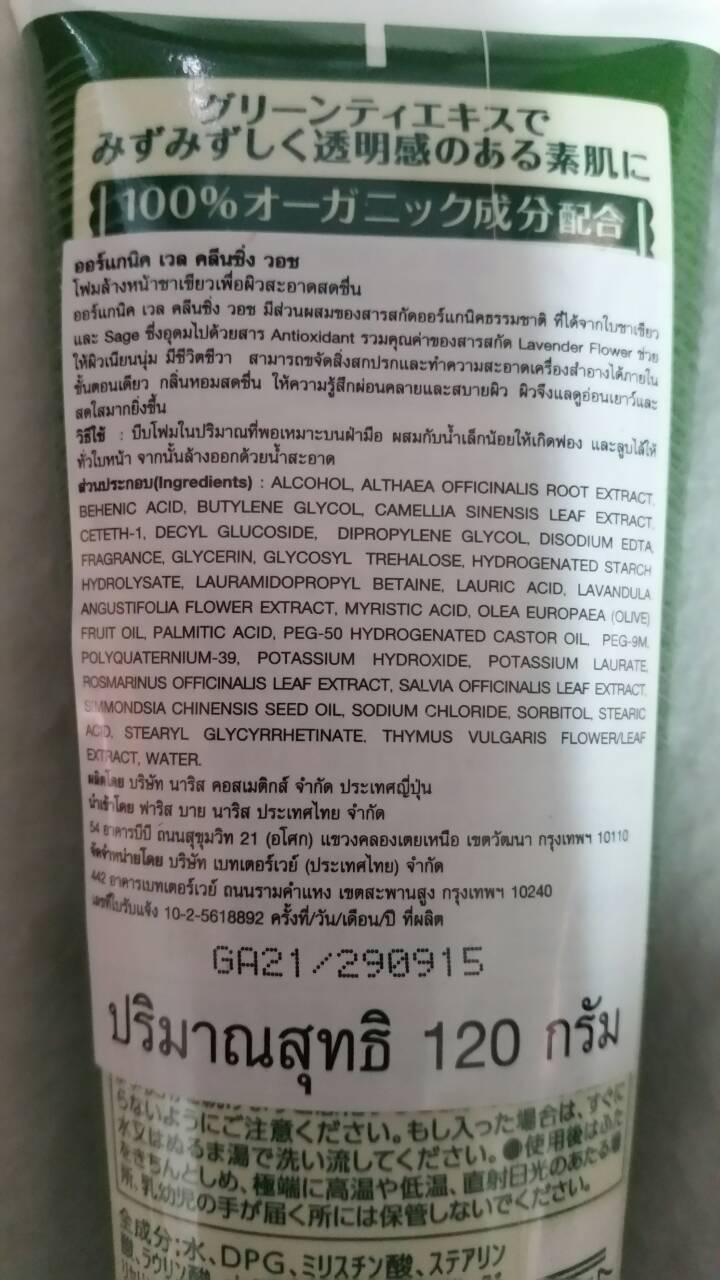 グリーンティエキスで
みずみずしく透明感のある素肌に
100%オーガニック成分配合
ออร์แกนิค เวล คลีนซิ่ง วอช
โฟมล้างหน้าชาเขียวเพื่อผิวสะอาดสดชื่น
ออร์แกนิค เวล คลีนซิ่ง วอช มีส่วนผสมของสารสกัดออร์แกนิคธรรมชาติ ที่ได้จากใบชาเขียว
และ Sage ซึ่งอุดมไปด้วยสาร Antioxidant รวมคุณค่าของสารสกัด Lavender Flower ช่วย
ให้ผิวเนียนนุ่ม มีชีวิตชีวา สามารถขจัดสิ่งสกปรกและทำความสะอาดเครื่องสำอางได้ภายใน
ขั้นตอนเดียว กลิ่นหอมสดชื่น ให้ความรู้สึกผ่อนคลายและสบายผิว ผิวจึงแลดูอ่อนเยาว์และ
สดใสมากยิ่งขึ้น
วิธีใช้ : บีบโฟมในปริมาณที่พอเหมาะบนฝ่ามือ ผสมกับน้ำเล็กน้อยให้เกิดฟอง และลูบไล้ให้
ทั่วใบหน้า จากนั้นล้างออกด้วยน้ำสะอาด
ส่วนประกอบ(Ingredients) : ALCOHOL, ALTHAEA OFFICINALIS ROOT EXTRACT,
BEHENIC ACID, BUTYLENE GLYCOL, CAMELLIA SINENSIS LEAF EXTRACT,
CETETH-1, DECYL GLUCOSIDE, DIPROPYLENE GLYCOL, DISODIUM EDTA,
FRAGRANCE, GLYCERIN, GLYCOSYL TREHALOSE, HYDROGENATED STARCH
HYDROLYSATE, LAURAMIDOPROPYL BETAINE, LAURIC ACID, LAVANDULA
ANGUSTIFOLIA FLOWER EXTRACT, MYRISTIC ACID, OLEA EUROPAEA (OLIVE)
FRUIT OIL, PALMITIC ACID, PEG-50 HYDROGENATED CASTOR OIL, PEG-9M,
POLYQUATERNIUM-39, POTASSIUM HYDROXIDE, POTASSIUM LAURATE,
ROSMARINUS OFFICINALIS LEAF EXTRACT, SALVIA OFFICINALIS LEAF EXTRACT,
SIMMONDSIA CHINENSIS SEED OIL, SODIUM CHLORIDE, SORBITOL, STEARIC
ACID, STEARYL GLYCYRRHETINATE, THYMUS VULGARIS FLOWER/LEAF
EXTRACT, WATER.
ผลิตโดย บริษัท นาริส คอสเมติกส์ จำกัด ประเทศญี่ปุ่น
นำเข้าโดย ฟาริส บาย นาริส ประเทศไทย จำกัด
54 อาคารบีบี ถนนสุขุมวิท 21 (อโศก) แขวงคลองเตยเหนือ เขตวัฒนา กรุงเทพฯ 10110
จัดจำหน่ายโดย บริษัท เบทเตอร์เวย์ (ประเทศไทย) จำกัด
442 อาคารเบทเตอร์เวย์ ถนนรามคำแหง เขตสะพานสูง กรุงเทพฯ 10240
เลขที่ใบรับแจ้ง 10-2-5618892 ครั้งที่/วัน/เดือน/ปี ที่ผลิต
GA21/290915
ปริมาณสุทธิ 120 กรัม
らないようにご注意ください。もし入った場合は、すぐに
水又はぬるま湯で洗い流してください。●使用後はふた
をきちんとしめ、極端に高温や低温、直射日光のあたる場
所、乳幼児の手が届く所には保管しないでください。
全成分:水、DPG、ミリスチン酸、ステアリン
酸、ラウリン酸